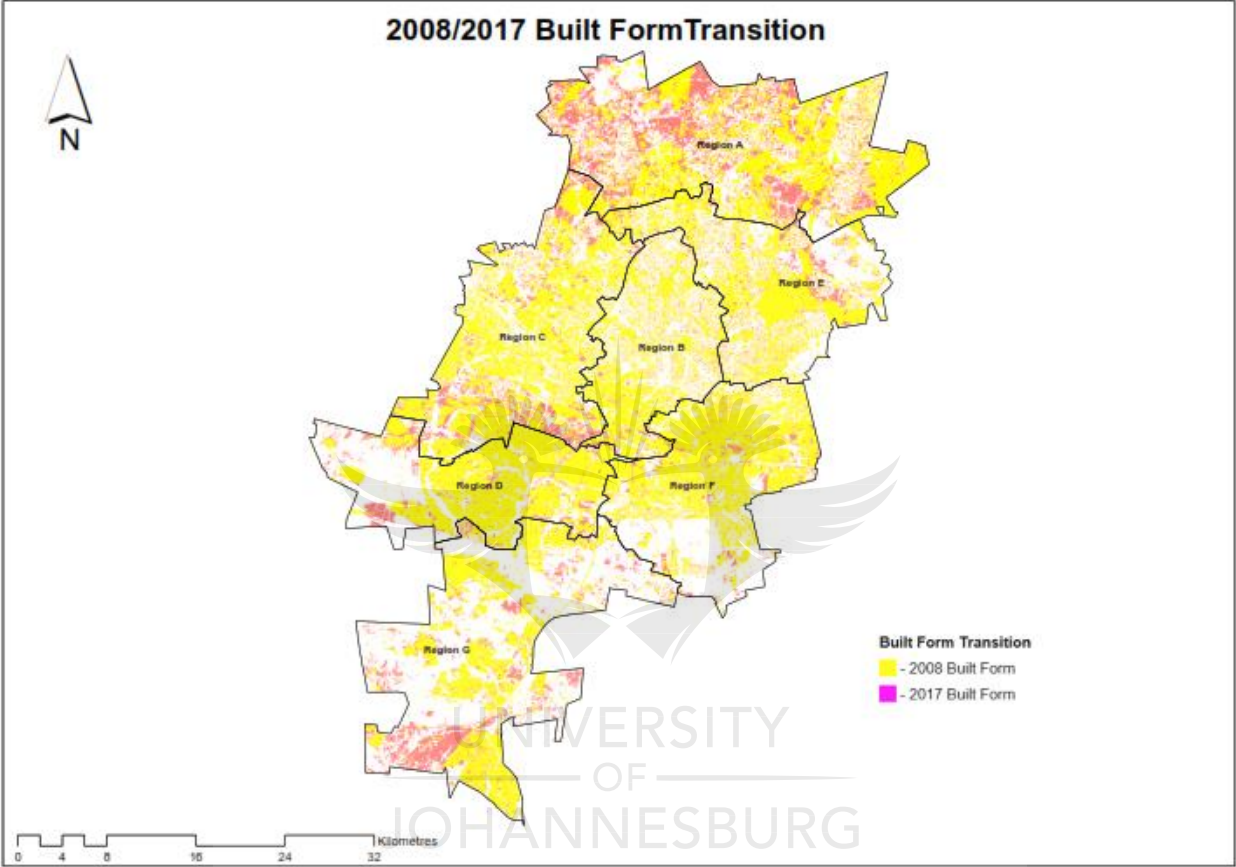 2008/2017 Built FormTransition
N
Region A
Region E
Region C
Region B
Region D
Region F
Region G
Built Form Transition
- 2008 Built Form
- 2017 Built Form
UNIVERSITY
OF
JOHANNESBURG
Kilometres
0 4 8 16 24 32